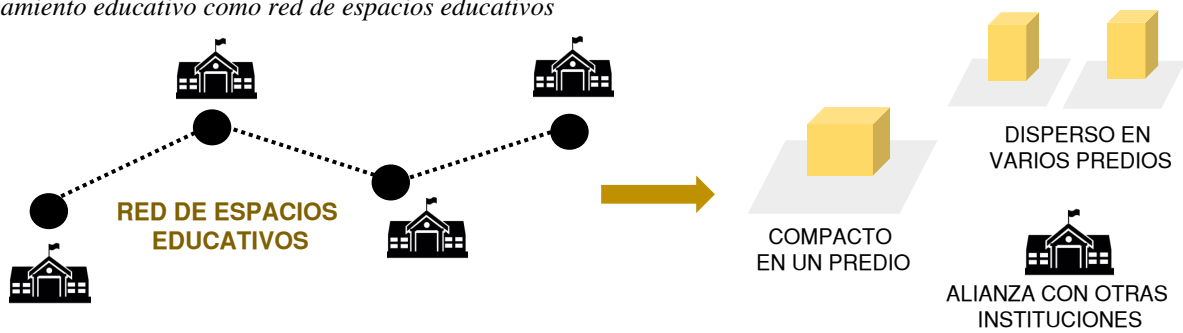 amiento educativo como red de espacios educativos
RED DE ESPACIOS
EDUCATIVOS
COMPACTO
EN UN PREDIO
DISPERSO EN
VARIOS PREDIOS
ALIANZA CON OTRAS
INSTITUCIONES